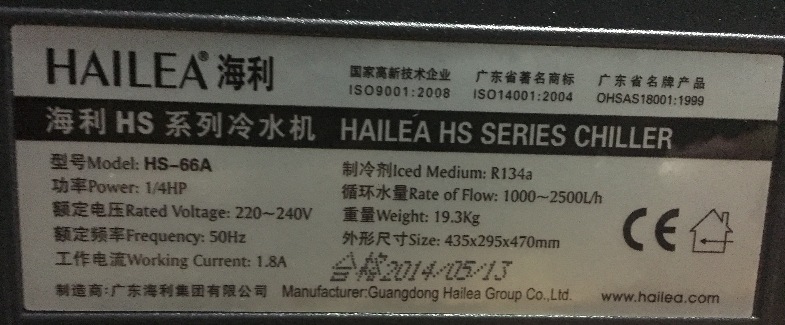 HAILEA® 海利
国家高新技术企业 广东省著名商标 广东省名牌产品
ISO9001:2008 ISO14001:2004 OHSAS18001:1999
海利 HS 系列冷水机 HAILEA HS SERIES CHILLER
型号Model: HS-66A
功率Power: 1/4HP
额定电压Rated Voltage: 220~240V
额定频率Frequency: 50Hz
工作电流Working Current: 1.8A
制冷剂Iced Medium: R134a
循环水量Rate of Flow: 1000~2500L/h
重量Weight: 19.3Kg
外形尺寸Size: 435x295x470mm
合格2014/05/13
CE
制造商:广东海利集团有限公司 Manufacturer:Guangdong Hailea Group Co.,Ltd. www.hailea.com